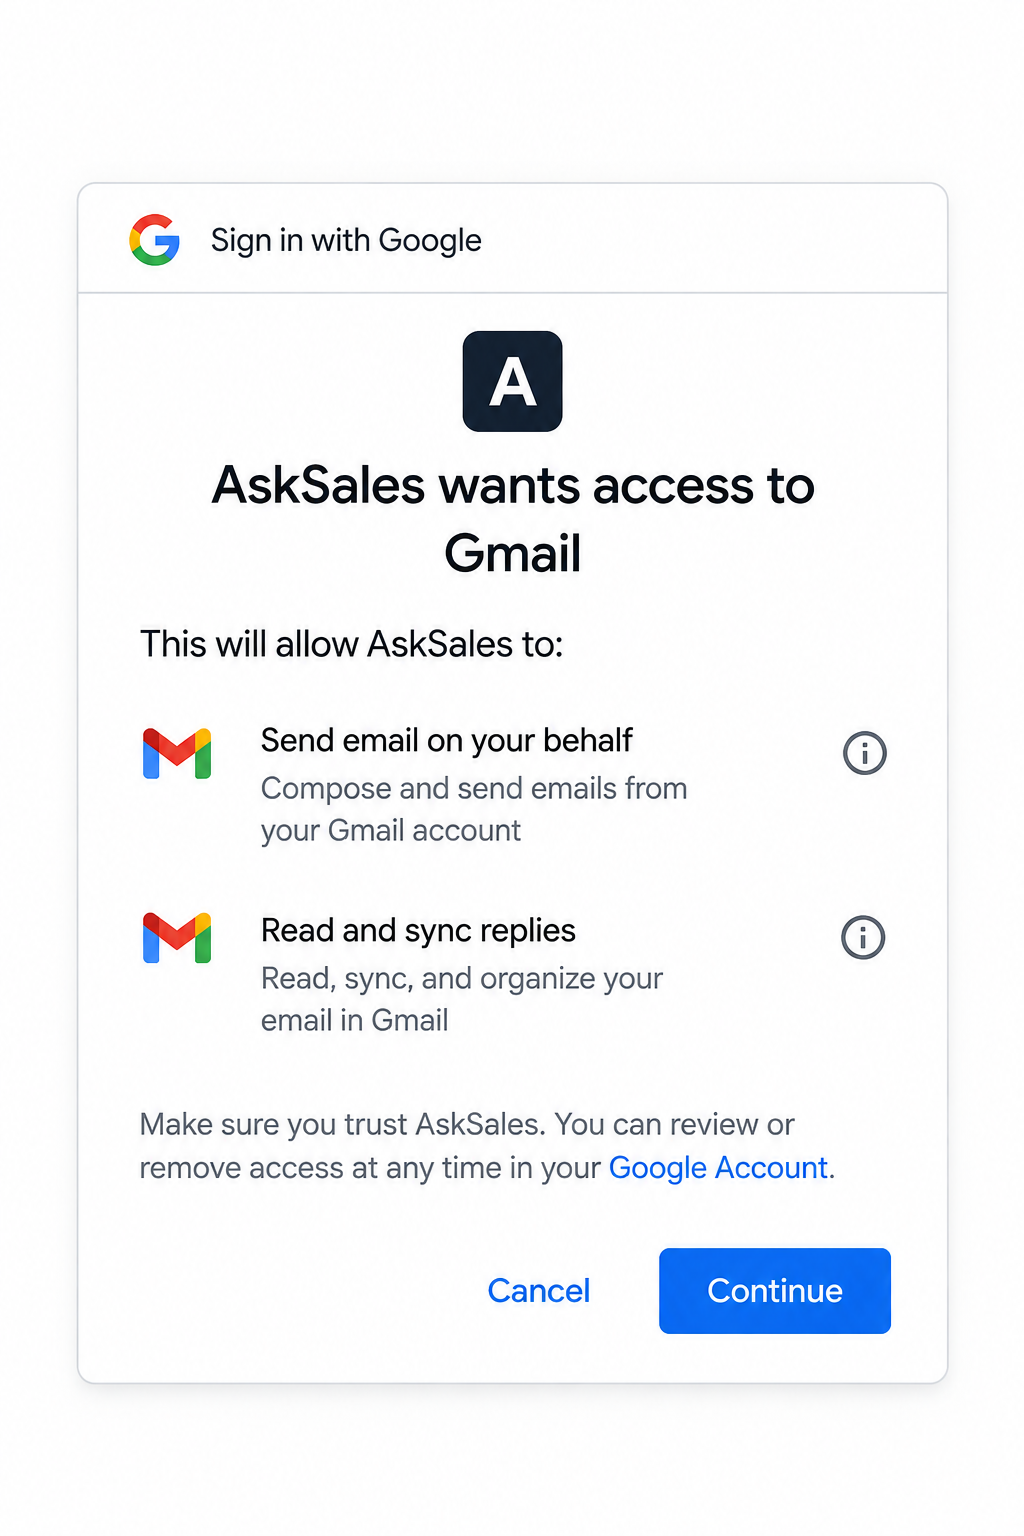 Sign in with Google
A
AskSales wants access to
Gmail
This will allow AskSales to:
Send email on your behalf
Compose and send emails from
your Gmail account
Read and sync replies
Read, sync, and organize your
email in Gmail
Make sure you trust AskSales. You can review or
remove access at any time in your Google Account.
Cancel
Continue